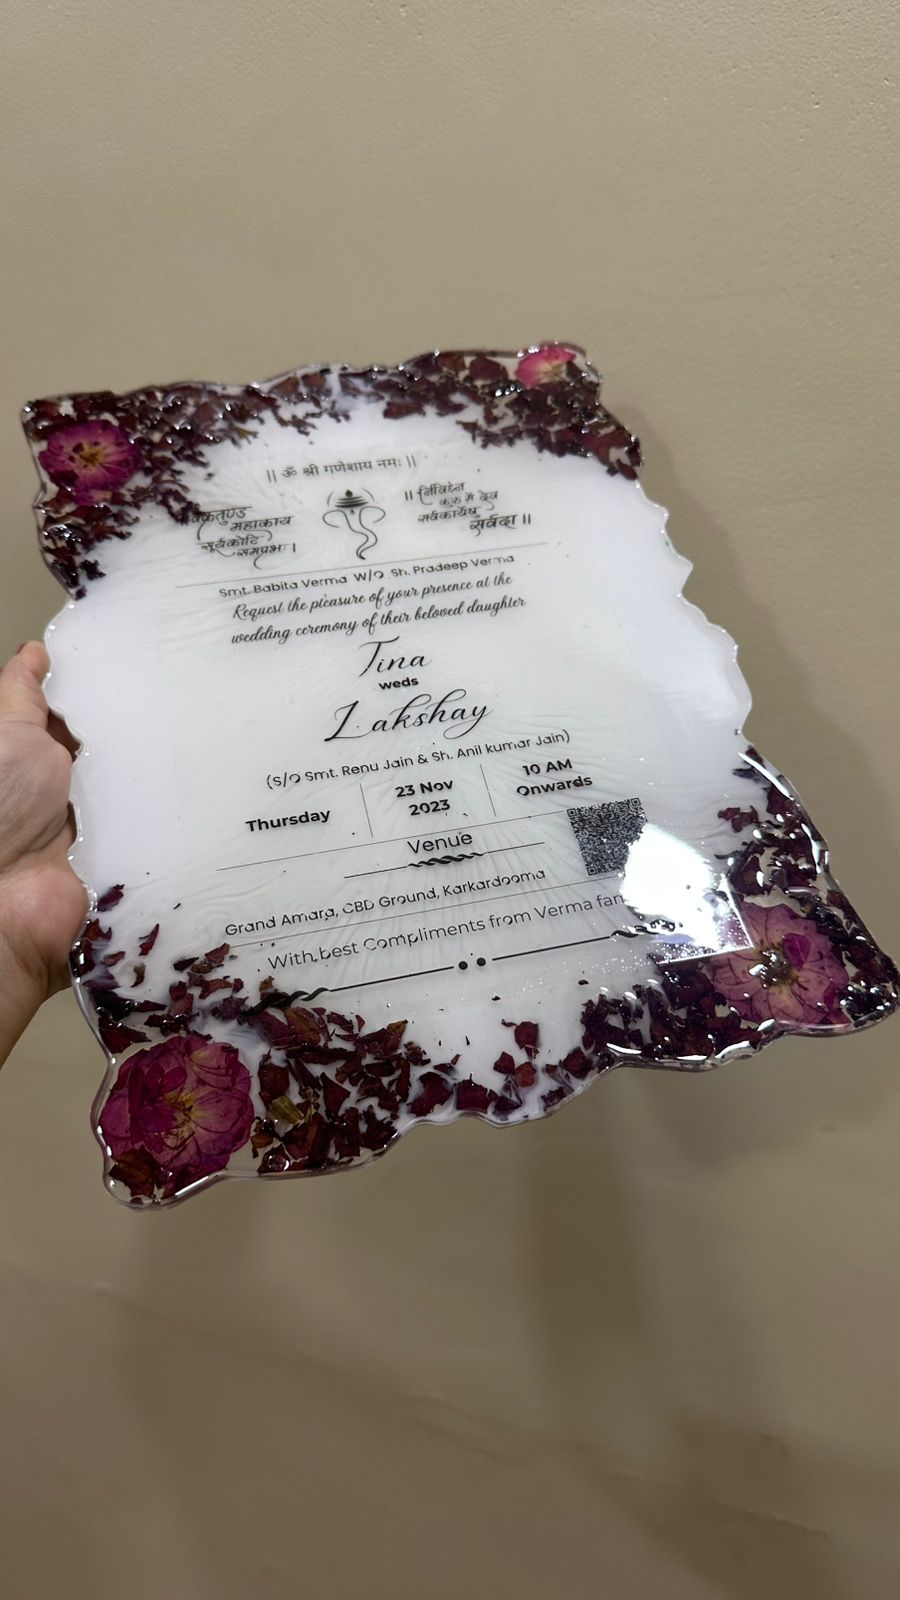 || ॐ श्री गणेशाय नमः ||
वक्रतुण्ड
महाकाय
सूर्यकोटि
समप्रभ: ।
|| निर्विघ्नं
कुरु मे देव
सर्वकार्येषु
सर्वदा ||
Smt. Babita Verma W/o Sh. Pradeep Verma
Request the pleasure of your presence at the
wedding ceremony of their beloved daughter
Tina
weds
Lakshay
(S/o Smt. Renu Jain & Sh. Anil kumar Jain)
Thursday
23 Nov
2023
10 AM
Onwards
Venue
Grand Amara, CBD Ground, Karkardooma
With best Compliments from Verma